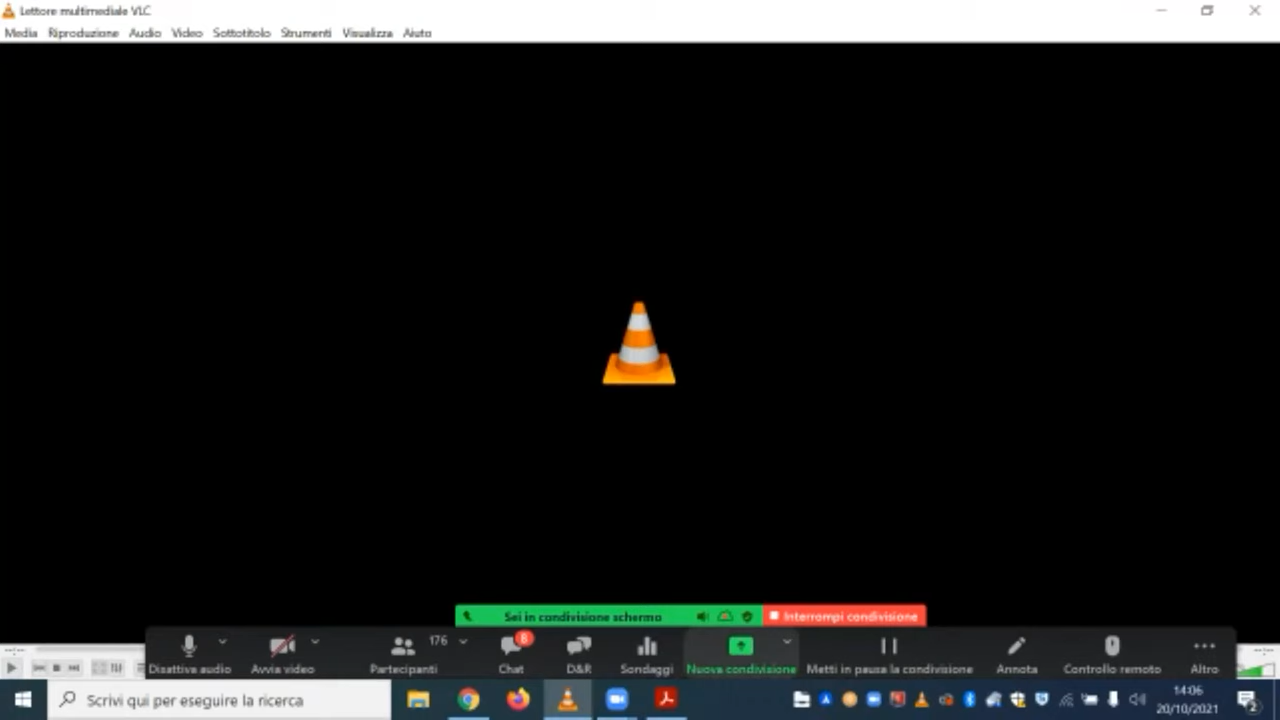 Lettore multimediale VLC
Media Riproduzione Audio Video Sottotitolo Strumenti Visualizza Aiuto
Sei in condivisione schermo Interrompi condivisione
176 6
Disattiva audio Avvia video Partecipanti Chat D&R Sondaggi Nuova condivisione Metti in pausa la condivisione Annota Controllo remoto Altro
Scrivi qui per eseguire la ricerca
14:06
20/10/2021
2